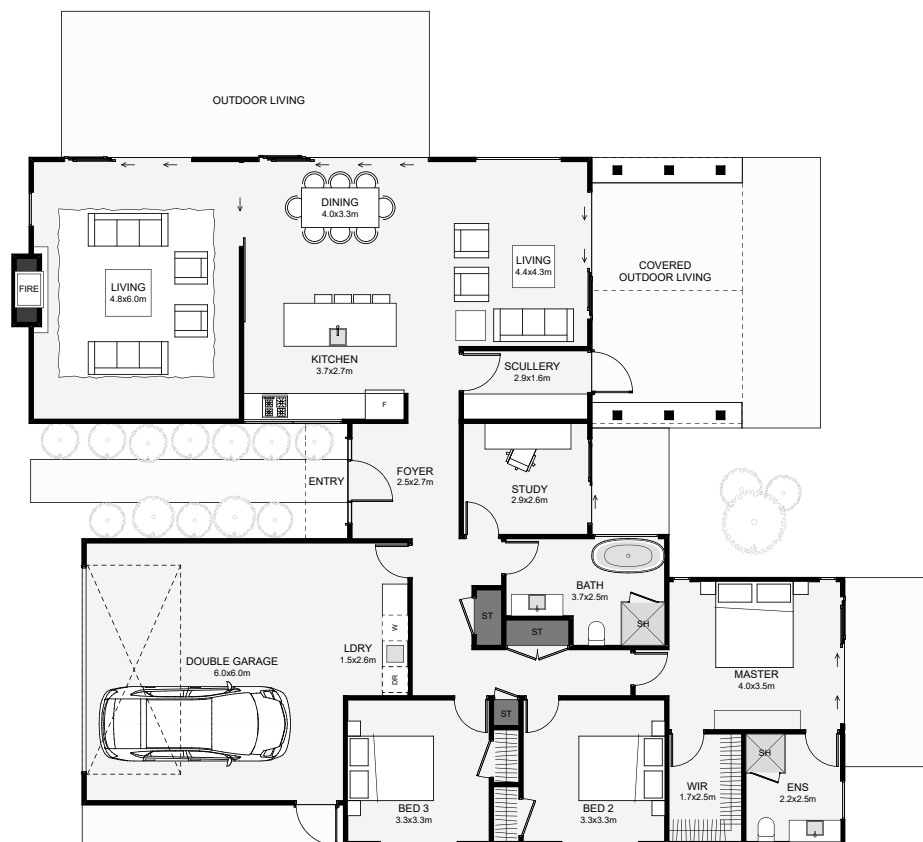 OUTDOOR LIVING
DINING
4.0x3.3m
LIVING
4.4x4.3m
COVERED
OUTDOOR LIVING
FIRE
LIVING
4.8x6.0m
KITCHEN
3.7x2.7m
SCULLERY
2.9x1.6m
F
ENTRY
FOYER
2.5x2.7m
STUDY
2.9x2.6m
BATH
3.7x2.5m
ST
SH
ST
W
LDRY
1.5x2.6m
DR
DOUBLE GARAGE
6.0x6.0m
MASTER
4.0x3.5m
ST
SH
BED 3
3.3x3.3m
BED 2
3.3x3.3m
WIR
1.7x2.5m
ENS
2.2x2.5m